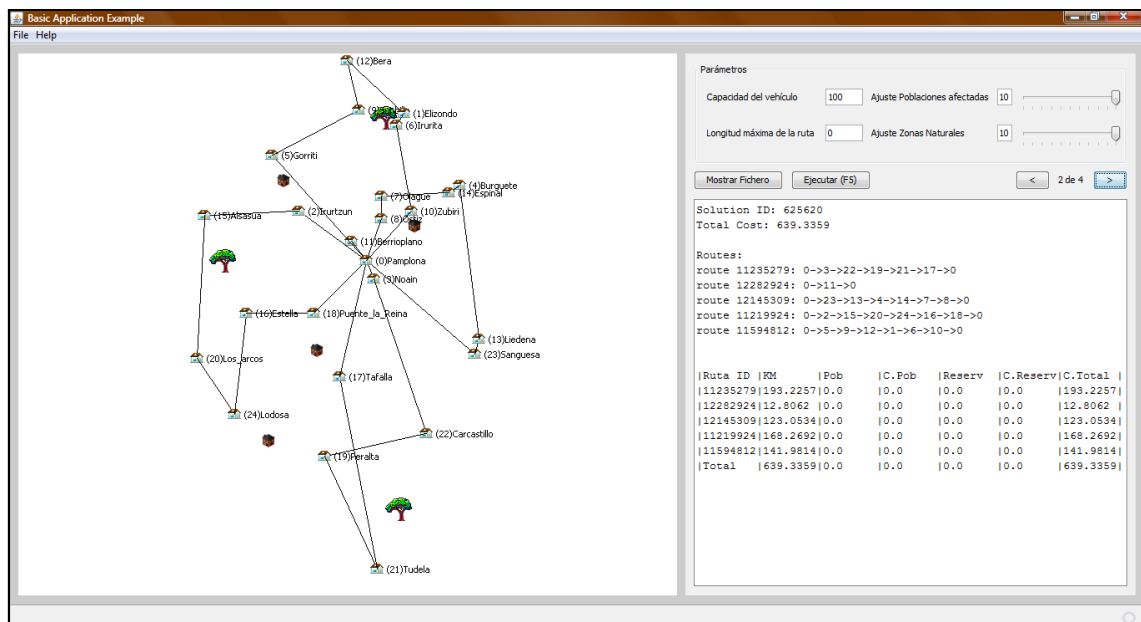 Basic Application Example
File Help
(12)Bera
(1)Elizondo
(6)Irurita
(5)Gorriti
(4)Burguete
(14)Espinal
(7)Olague
(2)Irurtzun
(10)Zubiri
(15)Alsasua
(11)Berrioplano
(0)Pamplona
(3)Noain
(16)Estella
(18)Puente_la_Reina
(13)Liedena
(23)Sanguesa
(20)Los_arcos
(17)Tafalla
(24)Lodosa
(22)Carcastillo
(19)Peralta
(21)Tudela
Parámetros
Capacidad del vehículo 100 Ajuste Poblaciones afectadas 10
Longitud máxima de la ruta 0 Ajuste Zonas Naturales 10
Mostrar Fichero Ejecutar (F5) < 2 de 4 >
Solution ID: 625620
Total Cost: 639.3359
Routes:
route 11235279: 0->3->22->19->21->17->0
route 12282924: 0->11->0
route 12145309: 0->23->13->4->14->7->8->0
route 11219924: 0->2->15->20->24->16->18->0
route 11594812: 0->5->9->12->1->6->10->0
|Ruta ID |KM |Pob |C.Pob |Reserv |C.Reserv|C.Total |
|11235279|193.2257|0.0 |0.0 |0.0 |0.0 |193.2257|
|12282924|12.8062 |0.0 |0.0 |0.0 |0.0 |12.8062 |
|12145309|123.0534|0.0 |0.0 |0.0 |0.0 |123.0534|
|11219924|168.2692|0.0 |0.0 |0.0 |0.0 |168.2692|
|11594812|141.9814|0.0 |0.0 |0.0 |0.0 |141.9814|
|Total |639.3359|0.0 |0.0 |0.0 |0.0 |639.3359|